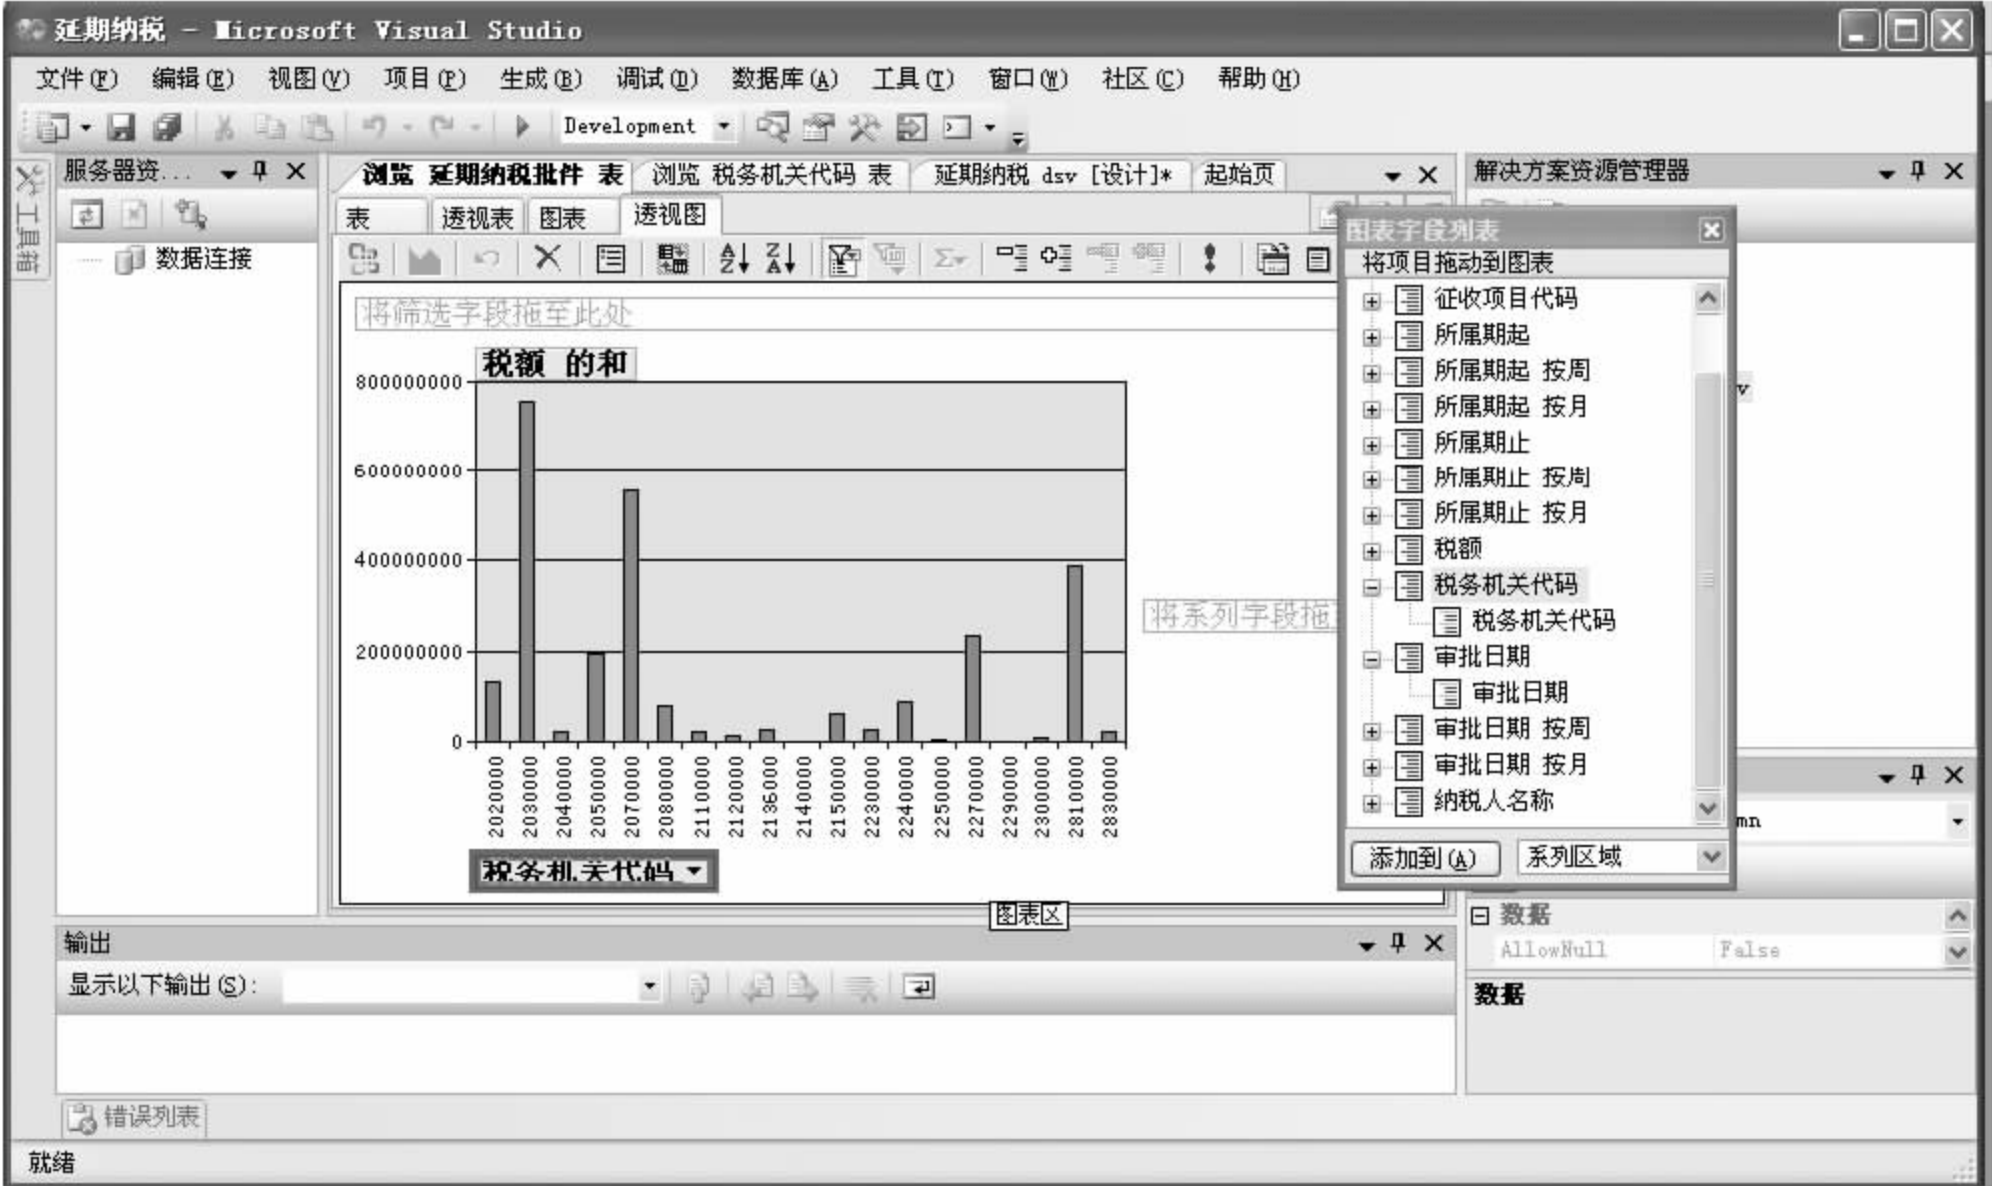 延期纳税 - Microsoft Visual Studio
文件(F) 编辑(E) 视图(V) 项目(P) 生成(B) 调试(D) 数据库(A) 工具(T) 窗口(W) 社区(C) 帮助(H)
Development
工具箱
服务器资...
数据连接
浏览 延期纳税批件 表 浏览 税务机关代码 表 延期纳税 dsv [设计]* 起始页
表 透视表 图表 透视图
将筛选字段拖至此处
税额 的和
800000000
600000000
400000000
200000000
0
2020000 2030000 2040000 2050000 2070000 2080000 2110000 2120000 2136000 2140000 2150000 2230000 2240000 2250000 2270000 2290000 2300000 2810000 2830000
税务机关代码
将系列字段拖
图表区
解决方案资源管理器
v
图表字段列表
将项目拖动到图表
征收项目代码
所属期起
所属期起 按周
所属期起 按月
所属期止
所属期止 按周
所属期止 按月
税额
税务机关代码
税务机关代码
审批日期
审批日期
审批日期 按周
审批日期 按月
纳税人名称
添加到(A) 系列区域
mn
数据
AllowNull False
数据
输出
显示以下输出(S):
错误列表
就绪